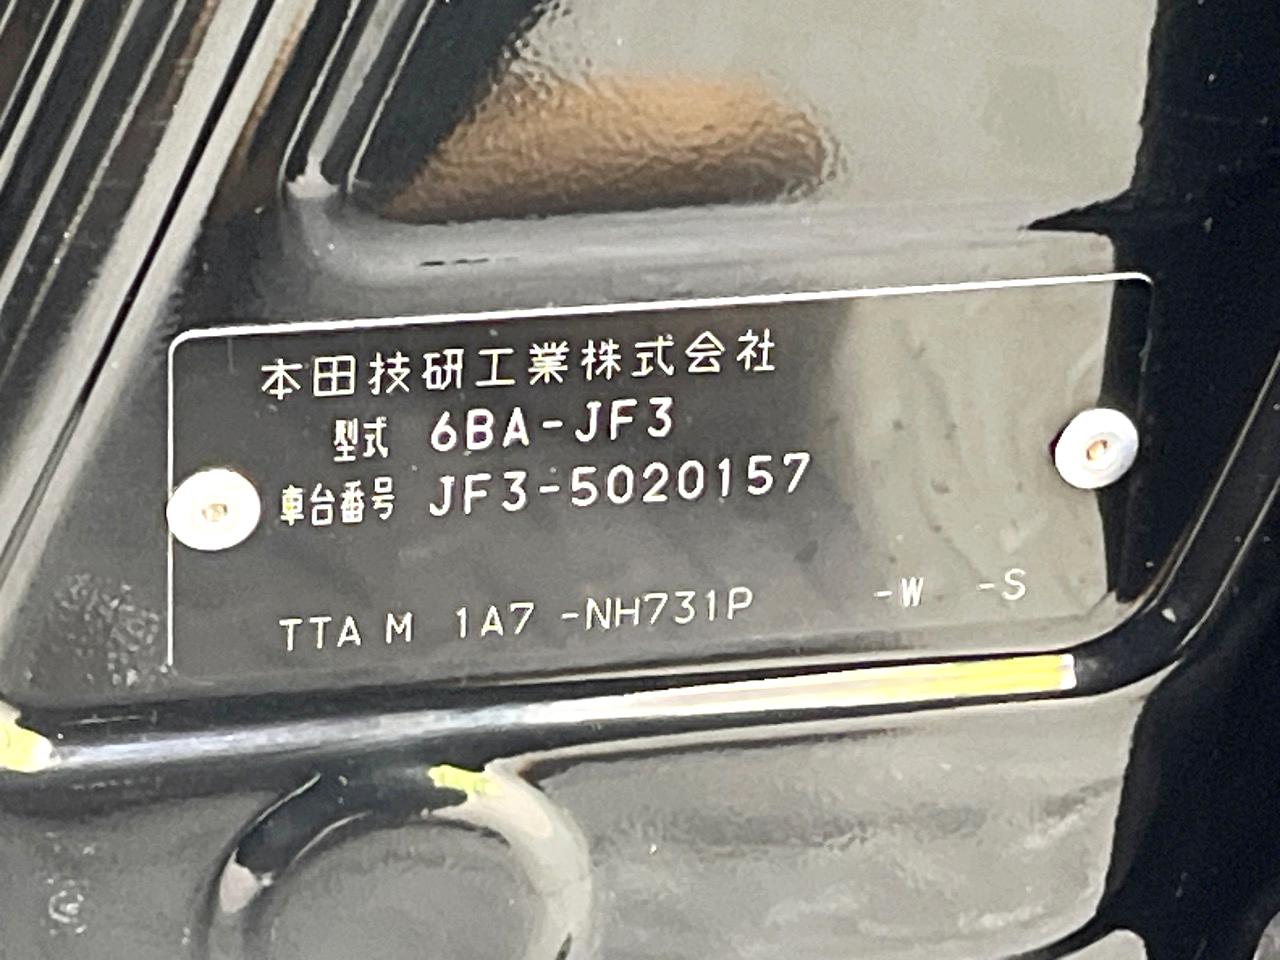 本田技研工業株式会社
型式 6BA-JF3
車台番号 JF3-5020157
TTA M 1A7 -NH731P -W -S